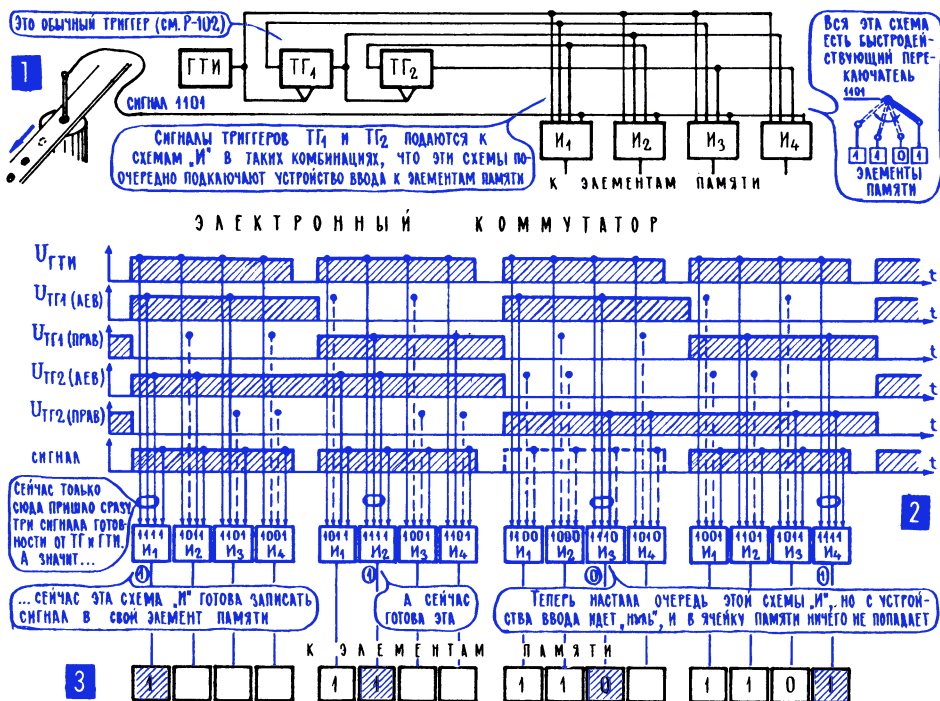 Это обычный триггер (см. Р-102)
1
ГТИ
ТГ1
ТГ2
И1
И2
И3
И4
сигнал 1101
Сигналы триггеров ТГ1 и ТГ2 подаются к
схемам „И" в таких комбинациях, что эти схемы по-
очередно подключают устройство ввода к элементам памяти
К элементам памяти
Вся эта схема
есть быстродей-
ствующий пере-
ключатель
1101
1 1 0 1
элементы
памяти
ЭЛЕКТРОННЫЙ КОММУТАТОР
UГТИ
t
UТГ1 (лев)
t
UТГ1 (прав)
t
UТГ2 (лев)
t
UТГ2 (прав)
t
сигнал
t
Сейчас только
сюда пришло сразу
три сигнала готов-
ности от ТГ и ГТИ.
А значит...
2
1111 1011 1101 1001 1011 1111 1001 1101 1100 1000 1110 1010 1001 1101 1011 1111
И1 И2 И3 И4 И1 И2 И3 И4 И1 И2 И3 И4 И1 И2 И3 И4
1 1 0 1
...сейчас эта схема „И" готова записать
сигнал в свой элемент памяти
А сейчас
готова эта
Теперь настала очередь этой схемы „И", но с устрой-
ства ввода идет „нуль", и в ячейку памяти ничего не попадает
К элементам памяти
3
1 1 1 1 1 0 1 1 0 1